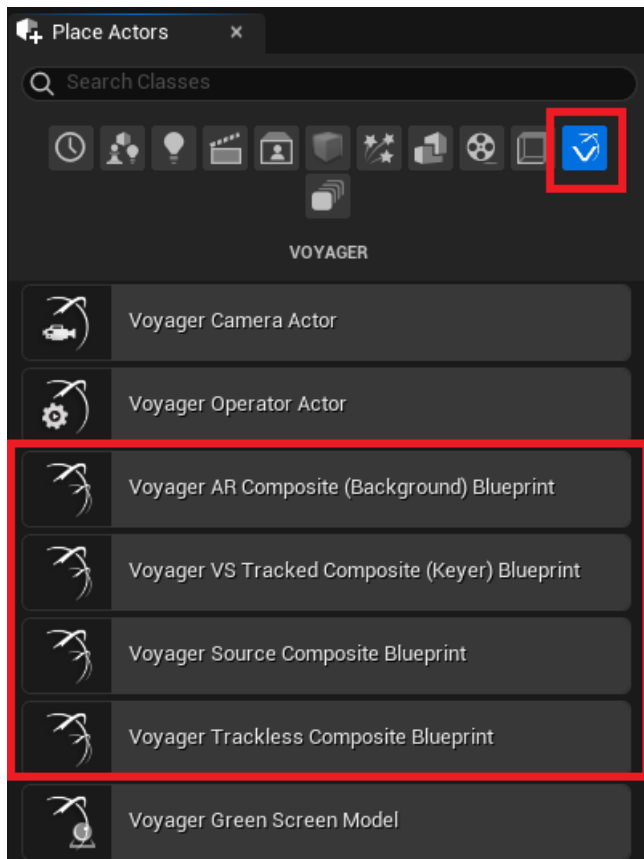 Place Actors
Search Classes
VOYAGER
Voyager Camera Actor
Voyager Operator Actor
Voyager AR Composite (Background) Blueprint
Voyager VS Tracked Composite (Keyer) Blueprint
Voyager Source Composite Blueprint
Voyager Trackless Composite Blueprint
Voyager Green Screen Model